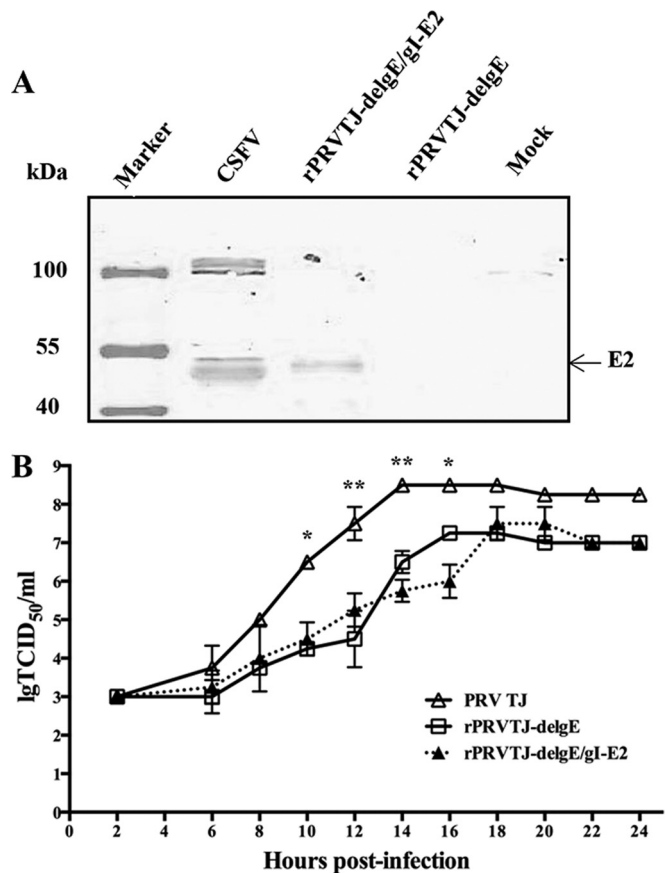 A
kDa
Marker
CSFV
rPRVTJ-delgE/gI-E2
rPRVTJ-delgE
Mock
100
55
40
E2
B
lgTCID50/ml
9
8
7
6
5
4
3
2
1
0
* ** ** *
PRV TJ
rPRVTJ-delgE
rPRVTJ-delgE/gI-E2
0 2 4 6 8 10 12 14 16 18 20 22 24
Hours post-infection